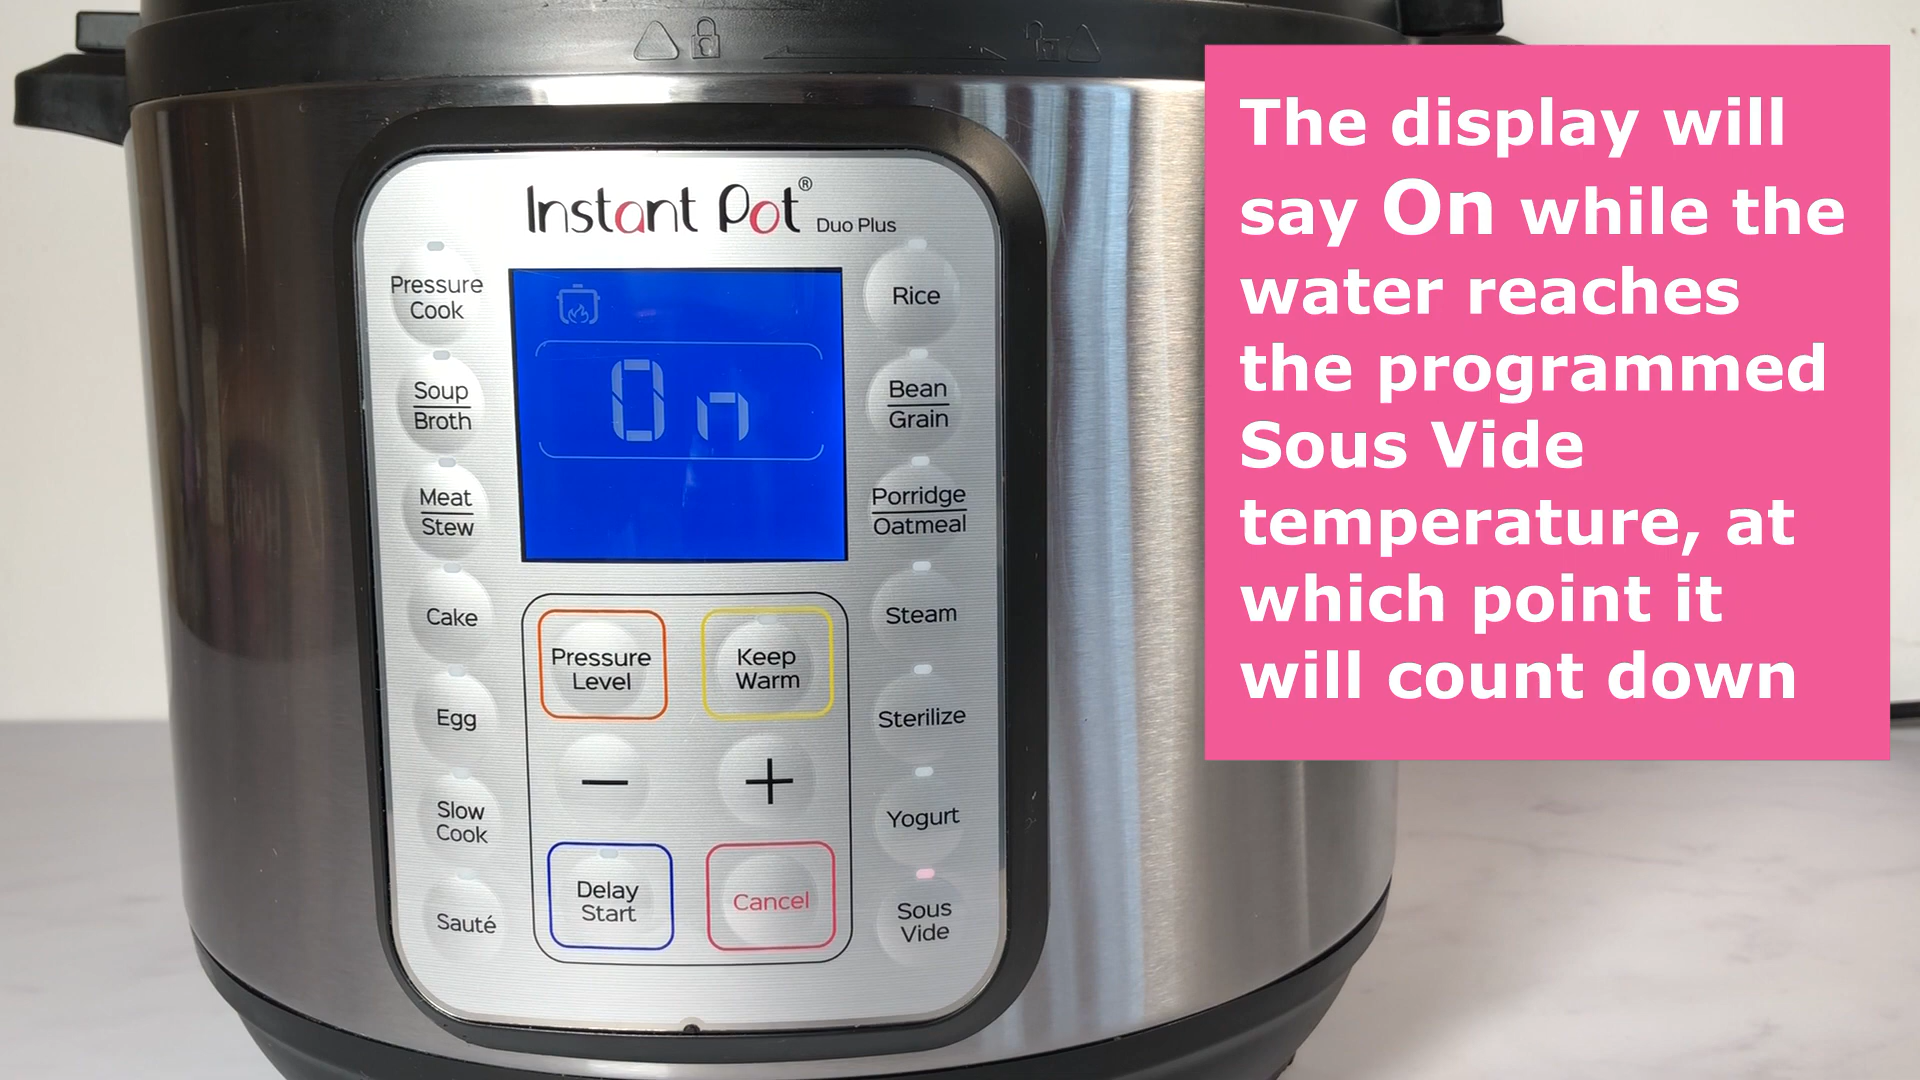 Instant Pot® Duo Plus
On
Pressure
Cook
Soup
Broth
Meat
Stew
Cake
Egg
Slow
Cook
Sauté
Pressure
Level
Keep
Warm
−
+
Delay
Start
Cancel
Rice
Bean
Grain
Porridge
Oatmeal
Steam
Sterilize
Yogurt
Sous
Vide
The display will
say On while the
water reaches
the programmed
Sous Vide
temperature, at
which point it
will count down